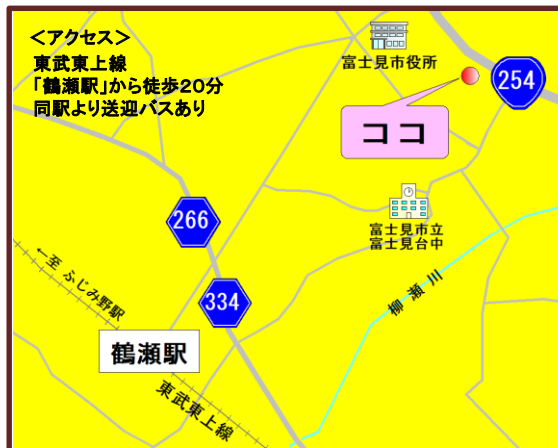 ＜アクセス＞
東武東上線
「鶴瀬駅」から徒歩２０分
同駅より送迎バスあり
富士見市役所
254
ココ
266
富士見市立
富士見台中
←至 ふじみ野駅
334
柳瀬川
鶴瀬駅
東武東上線